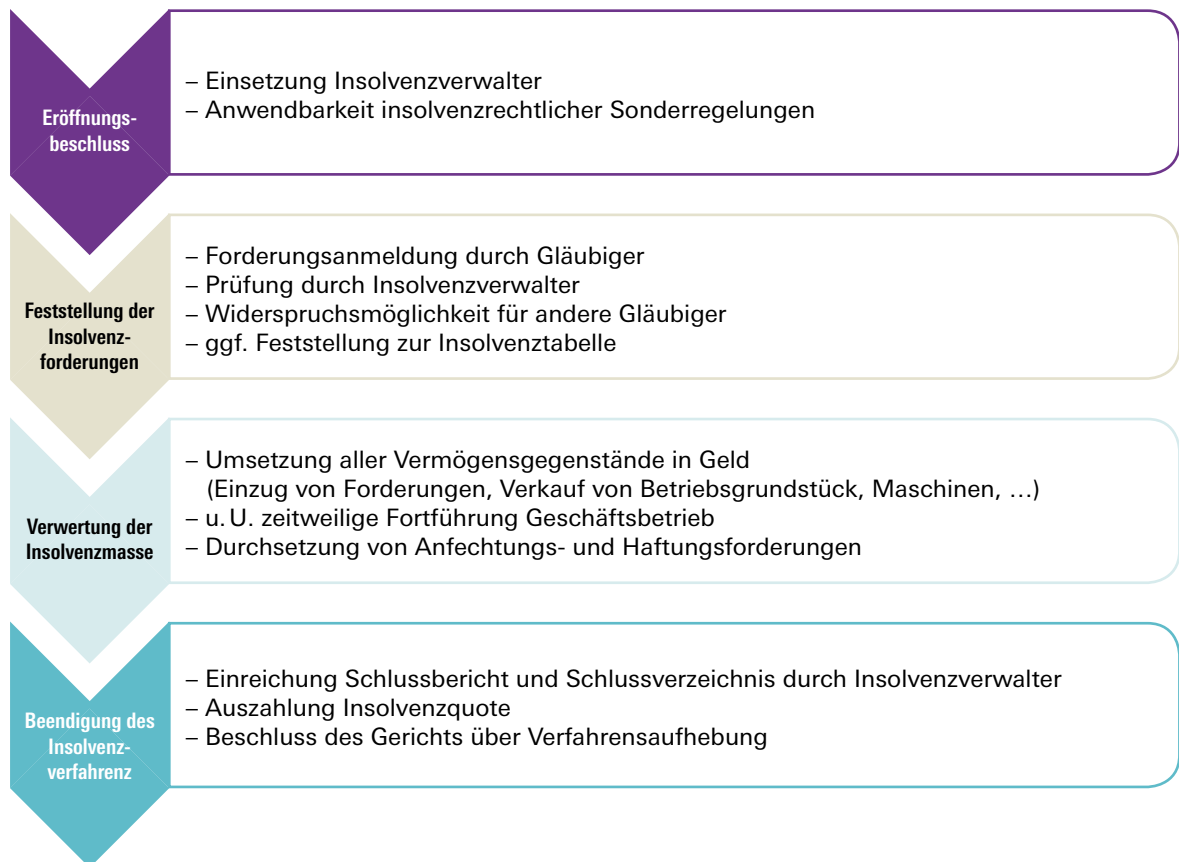 Eröffnungs-
beschluss
– Einsetzung Insolvenzverwalter
– Anwendbarkeit insolvenzrechtlicher Sonderregelungen
Feststellung der
Insolvenz-
forderungen
– Forderungsanmeldung durch Gläubiger
– Prüfung durch Insolvenzverwalter
– Widerspruchsmöglichkeit für andere Gläubiger
– ggf. Feststellung zur Insolvenztabelle
Verwertung der
Insolvenzmasse
– Umsetzung aller Vermögensgegenstände in Geld
(Einzug von Forderungen, Verkauf von Betriebsgrundstück, Maschinen, …)
– u. U. zeitweilige Fortführung Geschäftsbetrieb
– Durchsetzung von Anfechtungs- und Haftungsforderungen
Beendigung des
Insolvenz-
verfahrenz
– Einreichung Schlussbericht und Schlussverzeichnis durch Insolvenzverwalter
– Auszahlung Insolvenzquote
– Beschluss des Gerichts über Verfahrensaufhebung